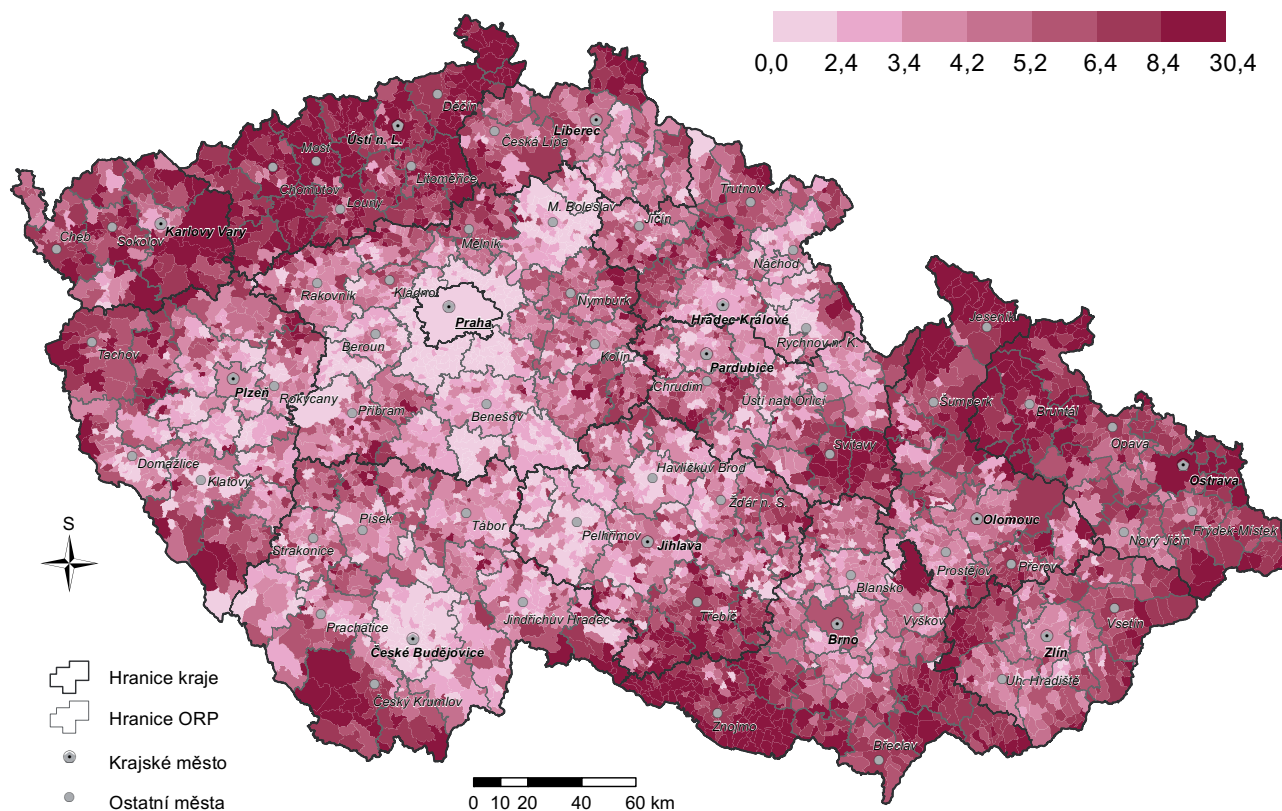 0,0 2,4 3,4 4,2 5,2 6,4 8,4 30,4
Děčín
Ústí n. L.
Liberec
Česká Lípa
Most
Chomutov
Litoměřice
Louny
Trutnov
Karlovy Vary
Cheb
Sokolov
M. Boleslav
Jičín
Mělník
Náchod
Rakovník
Kladno
Nymburk
Praha
Hradec Králové
Jeseník
Tachov
Beroun
Kolín
Rychnov n. K.
Pardubice
Plzeň
Rokycany
Chrudim
Ústí nad Orlicí
Příbram
Benešov
Šumperk
Bruntál
Svitavy
Opava
Domažlice
Klatovy
Havlíčkův Brod
Ostrava
Žďár n. S.
S
Písek
Tábor
Olomouc
Strakonice
Pelhřimov
Jihlava
Nový Jičín
Frýdek-Místek
Prostějov
Přerov
Blansko
Prachatice
Jindřichův Hradec
Třebíč
Vyškov
Vsetín
Brno
České Budějovice
Zlín
Uh. Hradiště
Český Krumlov
Znojmo
Břeclav
Hranice kraje
Hranice ORP
Krajské město
Ostatní města
0 10 20 40 60 km